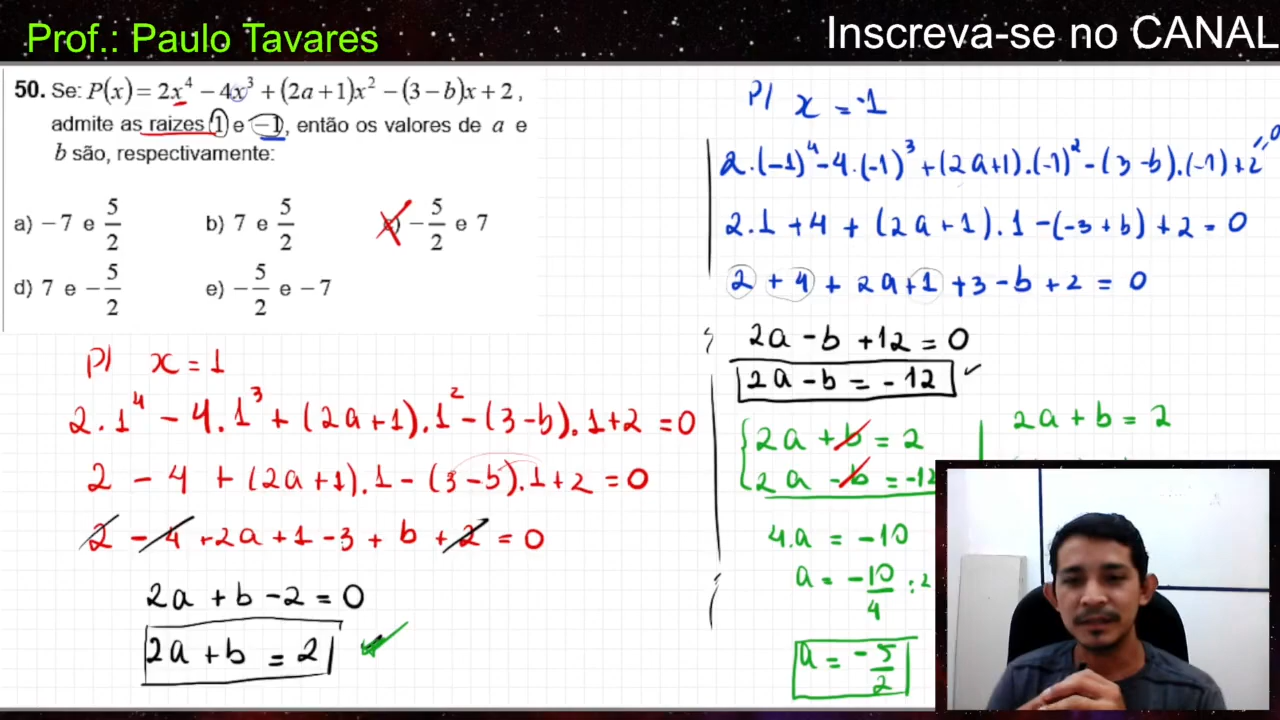 Prof.: Paulo Tavares
Inscreva-se no CANAL
50. Se: P(x) = 2x⁴ − 4x³ + (2a+1)x² − (3−b)x + 2,
admite as raizes 1 e −1, então os valores de a e
b são, respectivamente:
a) −7 e 5/2
b) 7 e 5/2
c) −5/2 e 7
d) 7 e −5/2
e) −5/2 e −7
P/ x = 1
2.1⁴ − 4.1³ + (2a+1).1² − (3−b).1+2 = 0
2 − 4 + (2a+1).1 − (3−b).1+2 = 0
2 − 4 +2a+1 −3 + b +2 = 0
2a + b − 2 = 0
2a + b = 2
P/ x = -1
2.(−1)⁴ − 4.(−1)³ + (2a+1).(−1)² − (3−b).(−1)+2 = 0
2.1 + 4 + (2a+1).1 − (−3+b) + 2 = 0
2 + 4 + 2a+1 +3 − b + 2 = 0
2a − b + 12 = 0
2a − b = −12
2a + b = 2
2a − b = −12
4.a = −10
a = −10/4 :2
a = −5/2
2a + b = 2